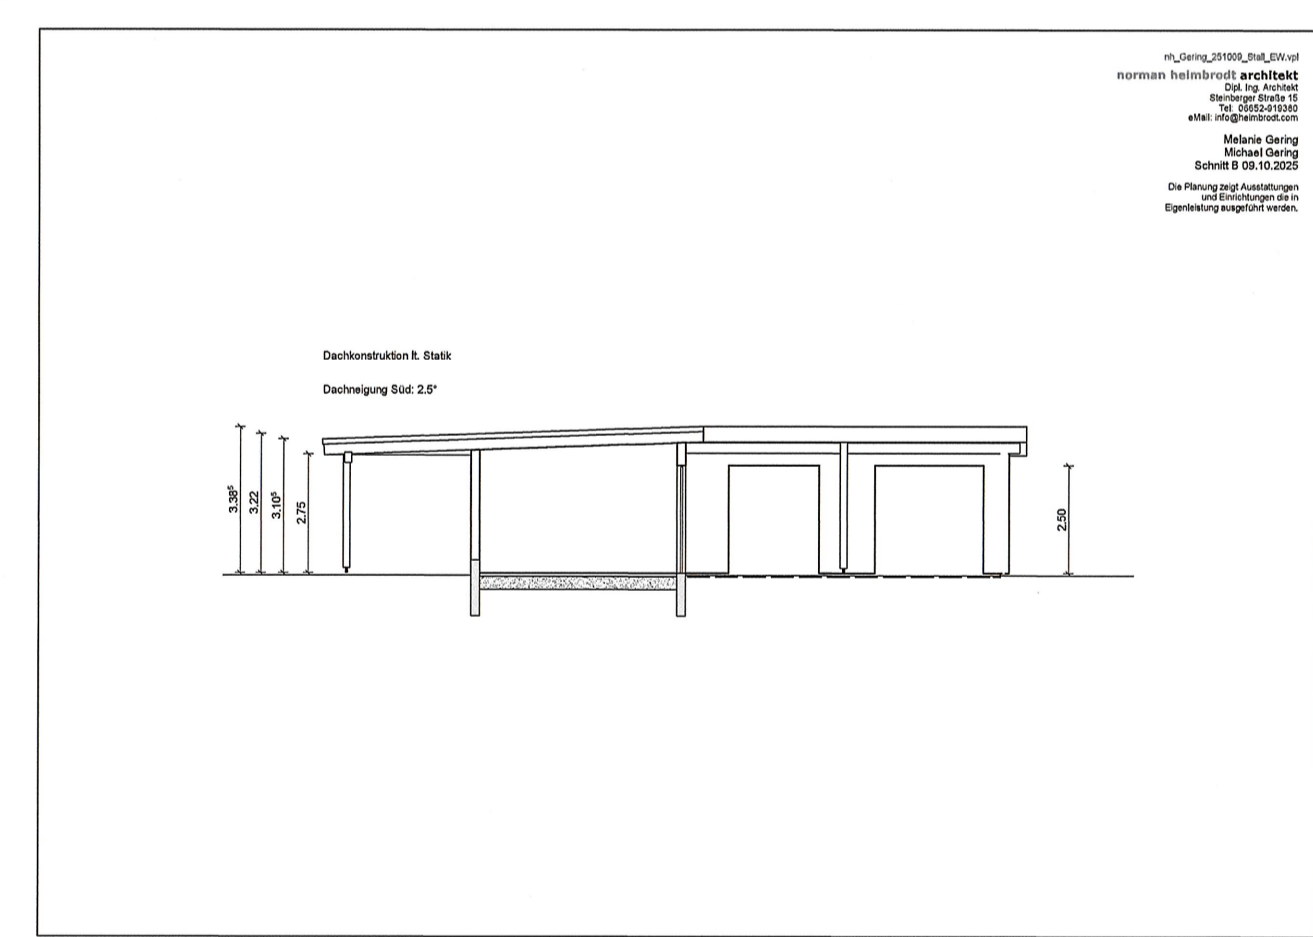 nh_Gering_251009_Stall_EW.vpl
norman heimbrodt architekt
Dipl. Ing. Architekt
Steinberger Straße 15
Tel: 06652-919380
eMail: info@heimbrodt.com
Melanie Gering
Michael Gering
Schnitt B 09.10.2025
Die Planung zeigt Ausstattungen
und Einrichtungen die in
Eigenleistung ausgeführt werden.
Dachkonstruktion lt. Statik
Dachneigung Süd: 2.5°
3.38⁵
3.22
3.10⁵
2.75
2.50